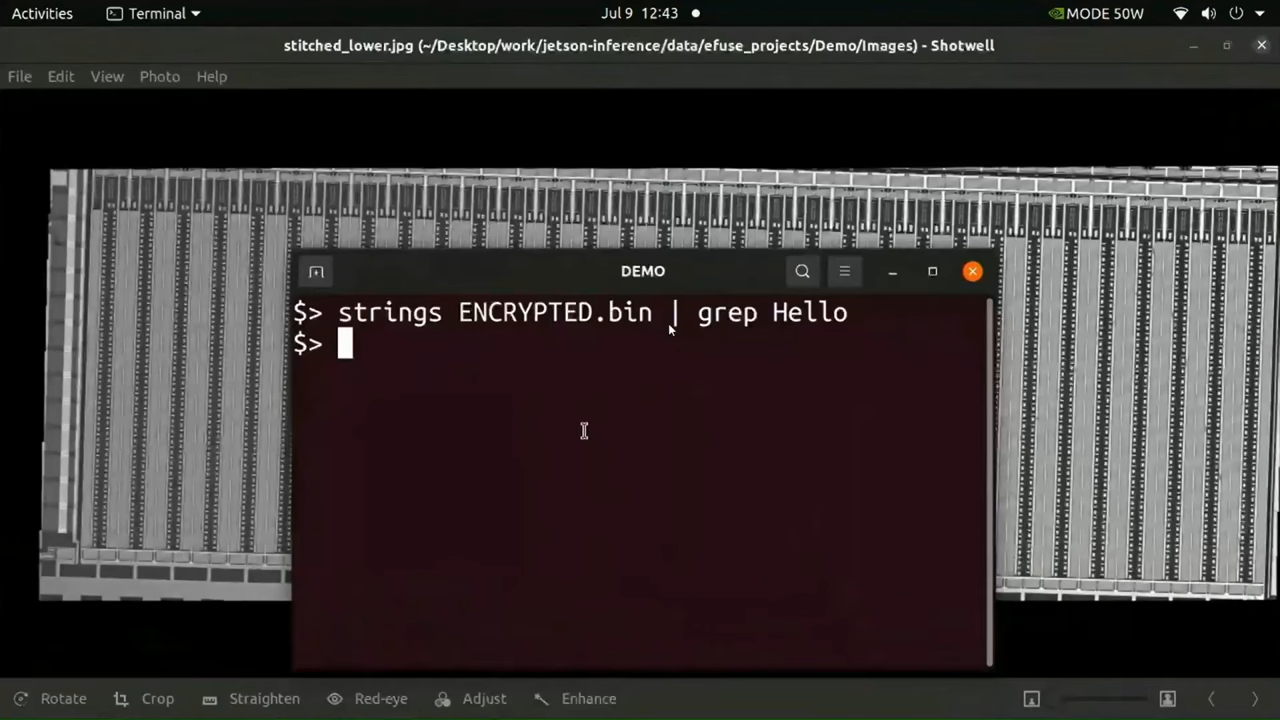 Activities Terminal Jul 9 12:43 MODE 50W
stitched_lower.jpg (~/Desktop/work/jetson-inference/data/efuse_projects/Demo/Images) - Shotwell
File Edit View Photo Help
DEMO
$> strings ENCRYPTED.bin | grep Hello
$>
Rotate Crop Straighten Red-eye Adjust Enhance